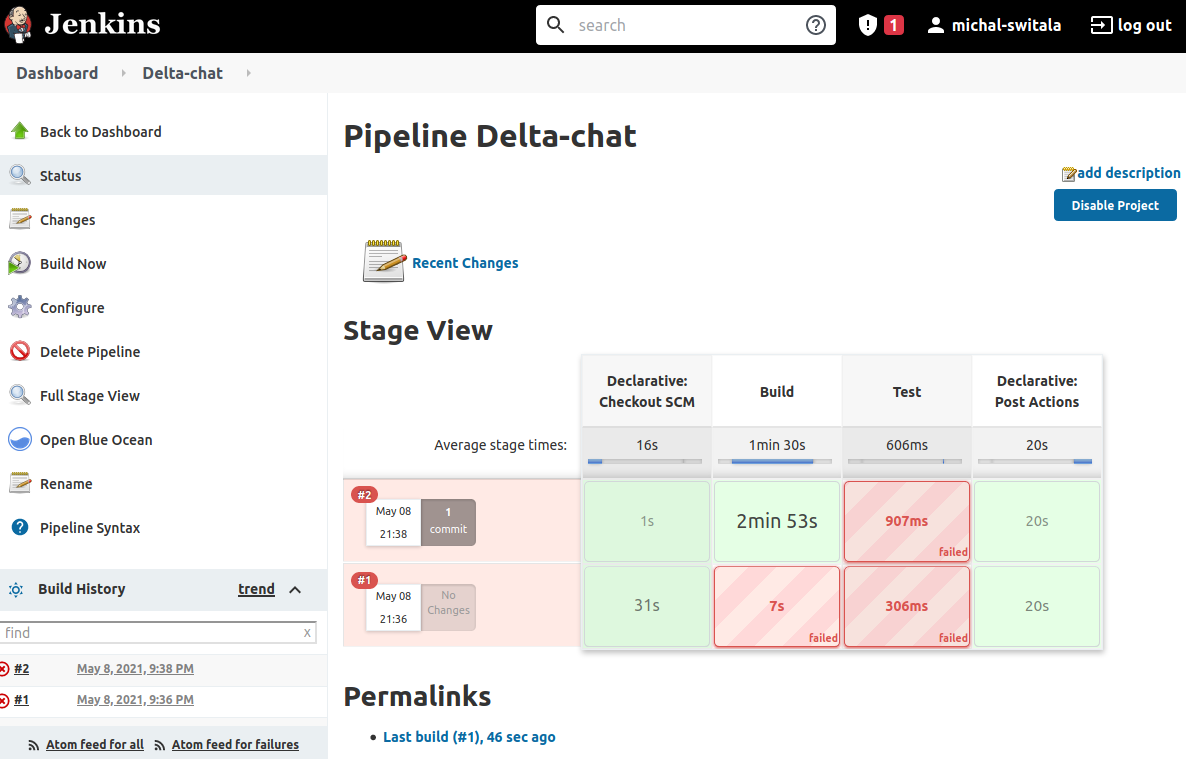 Jenkins
search
1
michal-switala
log out
Dashboard
Delta-chat
Back to Dashboard
Status
Changes
Build Now
Configure
Delete Pipeline
Full Stage View
Open Blue Ocean
Rename
Pipeline Syntax
Build History
trend
find
x
#2
May 8, 2021, 9:38 PM
#1
May 8, 2021, 9:36 PM
Atom feed for all
Atom feed for failures
Pipeline Delta-chat
add description
Disable Project
Recent Changes
Stage View
Declarative:
Checkout SCM
Build
Test
Declarative:
Post Actions
Average stage times:
16s
1min 30s
606ms
20s
#2
May 08
21:38
1
commit
1s
2min 53s
907ms
failed
20s
#1
May 08
21:36
No
Changes
31s
7s
failed
306ms
failed
20s
Permalinks
Last build (#1), 46 sec ago